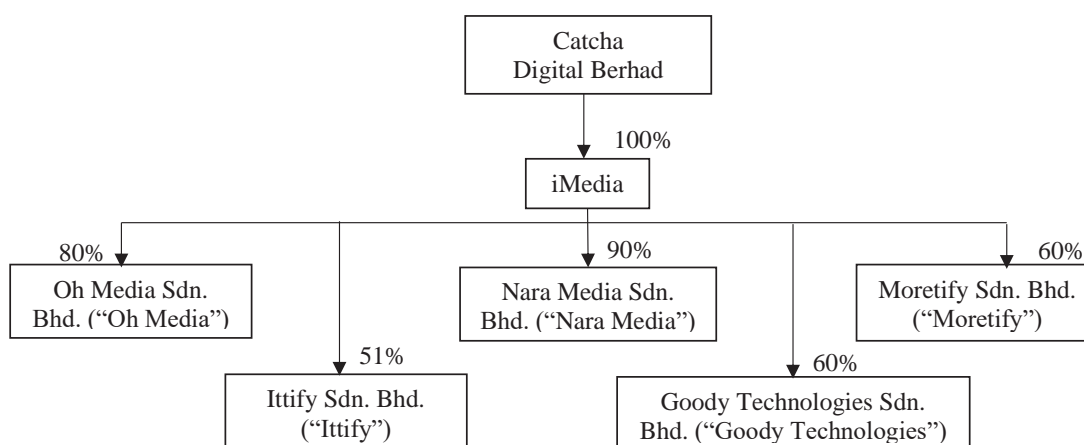 Catcha
Digital Berhad
100%
iMedia
80%
Oh Media Sdn.
Bhd. (“Oh Media”)
90%
Nara Media Sdn.
Bhd. (“Nara Media”)
60%
Moretify Sdn. Bhd.
(“Moretify”)
51%
Ittify Sdn. Bhd.
(“Ittify”)
60%
Goody Technologies Sdn.
Bhd. (“Goody Technologies”)